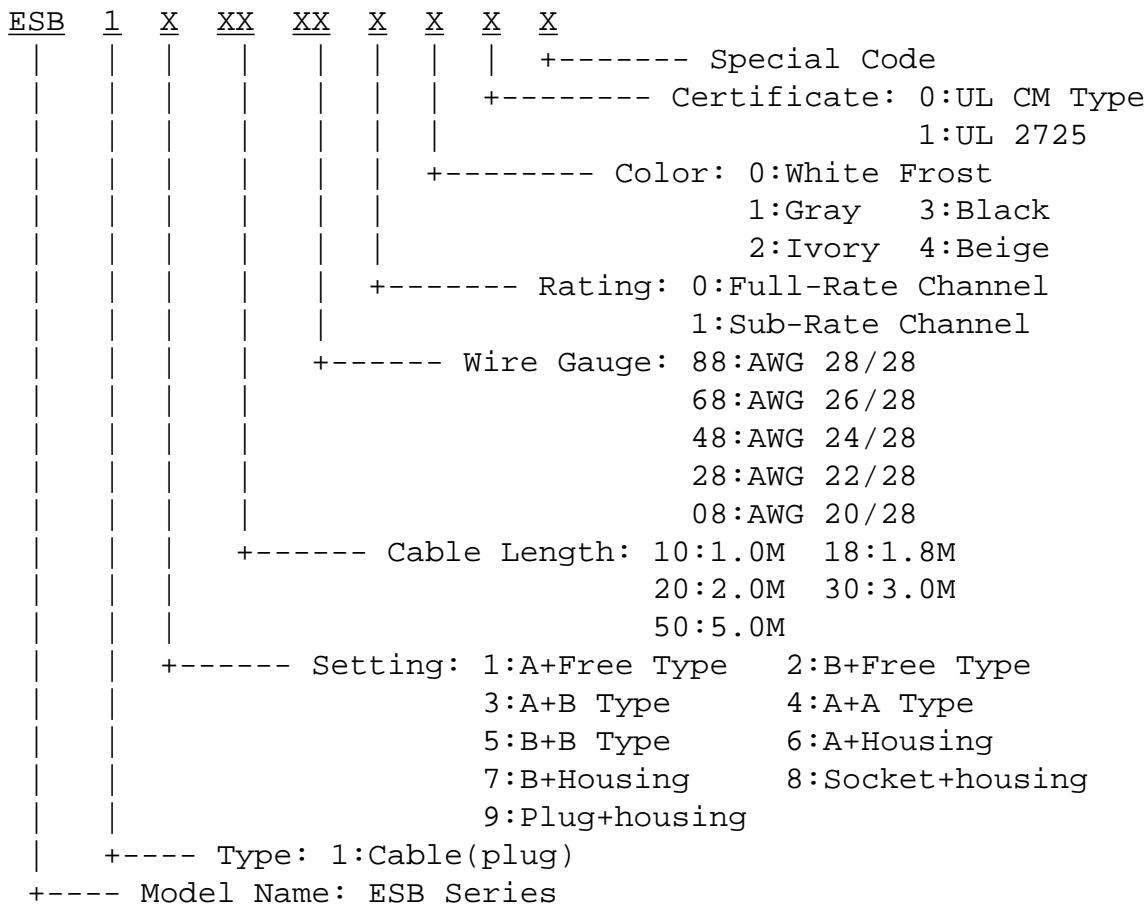 ESB 1 X XX XX X X X X
+------- Special Code
+-------- Certificate: 0:UL CM Type
1:UL 2725
+-------- Color: 0:White Frost
1:Gray 3:Black
2:Ivory 4:Beige
+------- Rating: 0:Full-Rate Channel
1:Sub-Rate Channel
+------ Wire Gauge: 88:AWG 28/28
68:AWG 26/28
48:AWG 24/28
28:AWG 22/28
08:AWG 20/28
+------ Cable Length: 10:1.0M 18:1.8M
20:2.0M 30:3.0M
50:5.0M
+------ Setting: 1:A+Free Type 2:B+Free Type
3:A+B Type 4:A+A Type
5:B+B Type 6:A+Housing
7:B+Housing 8:Socket+housing
9:Plug+housing
+---- Type: 1:Cable(plug)
+---- Model Name: ESB Series